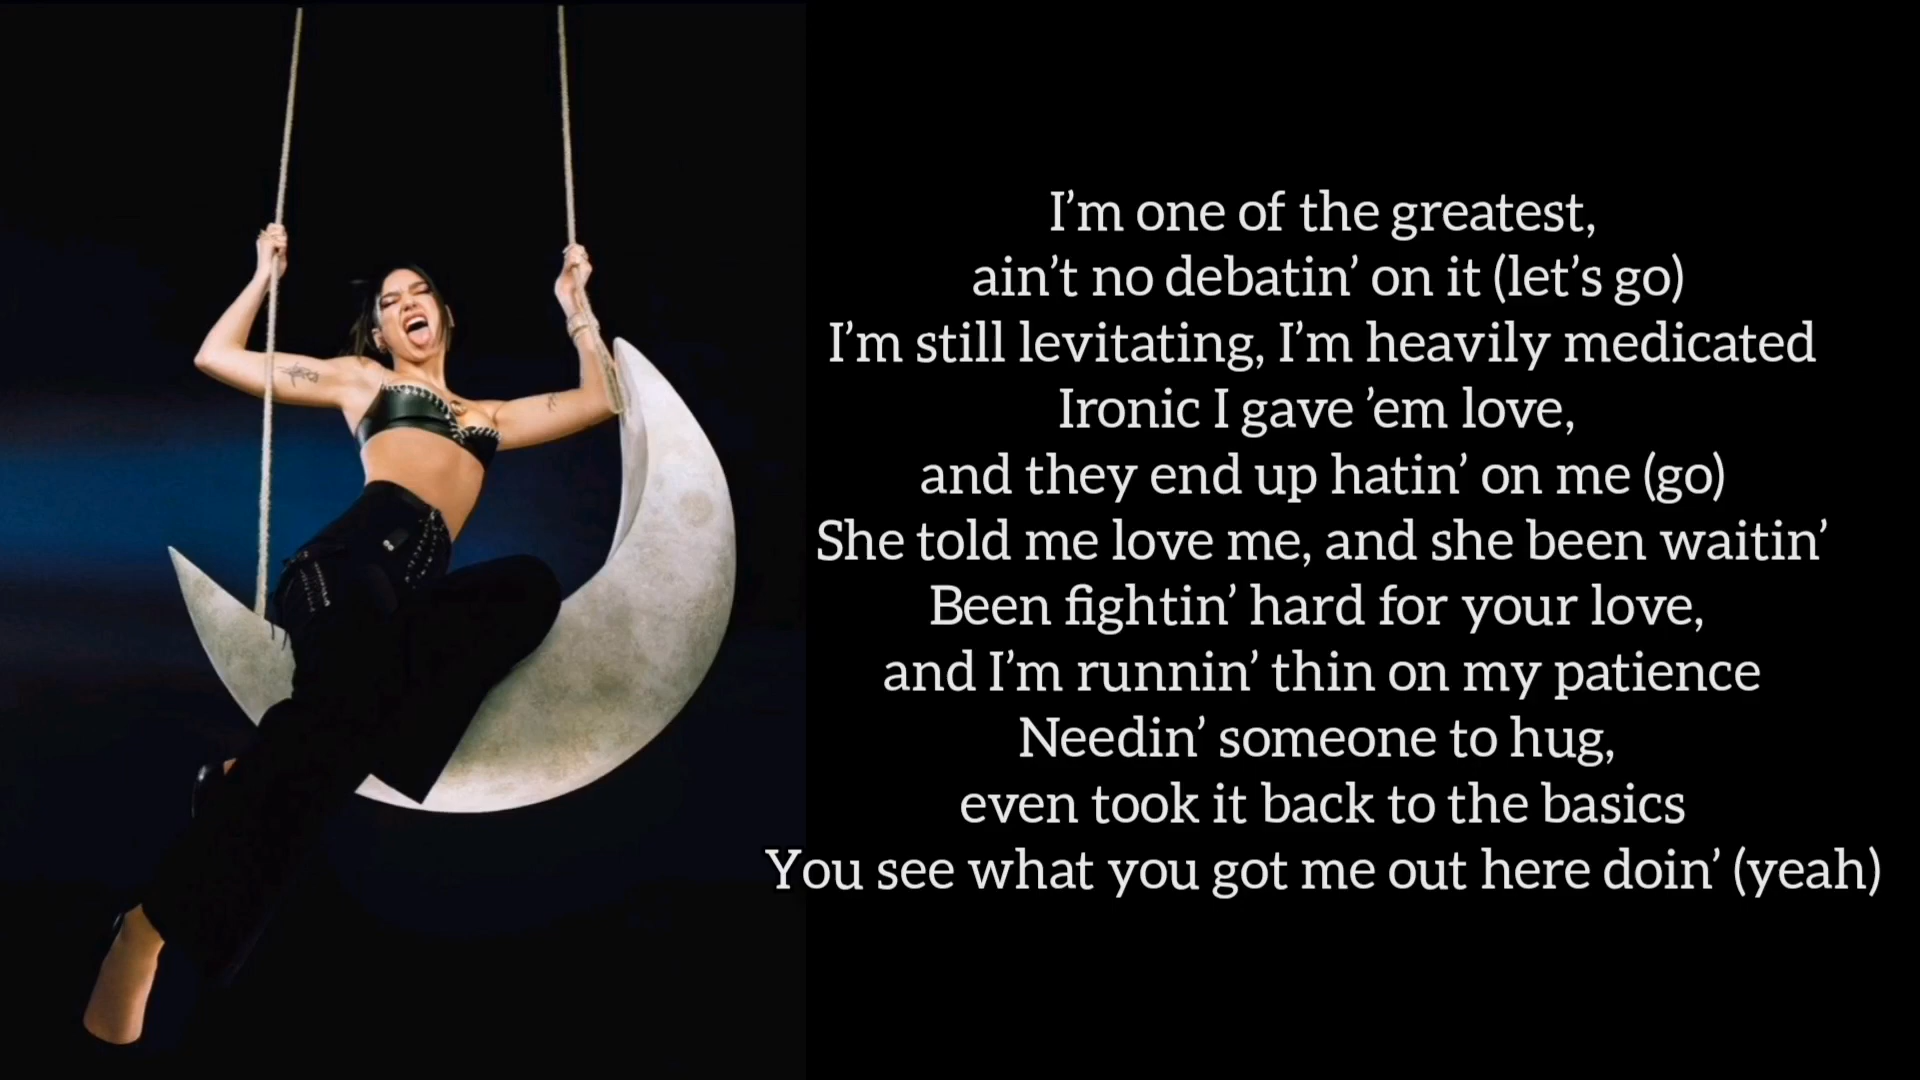 I’m one of the greatest,
ain’t no debatin’ on it (let’s go)
I’m still levitating, I’m heavily medicated
Ironic I gave ’em love,
and they end up hatin’ on me (go)
She told me love me, and she been waitin’
Been fightin’ hard for your love,
and I’m runnin’ thin on my patience
Needin’ someone to hug,
even took it back to the basics
You see what you got me out here doin’ (yeah)